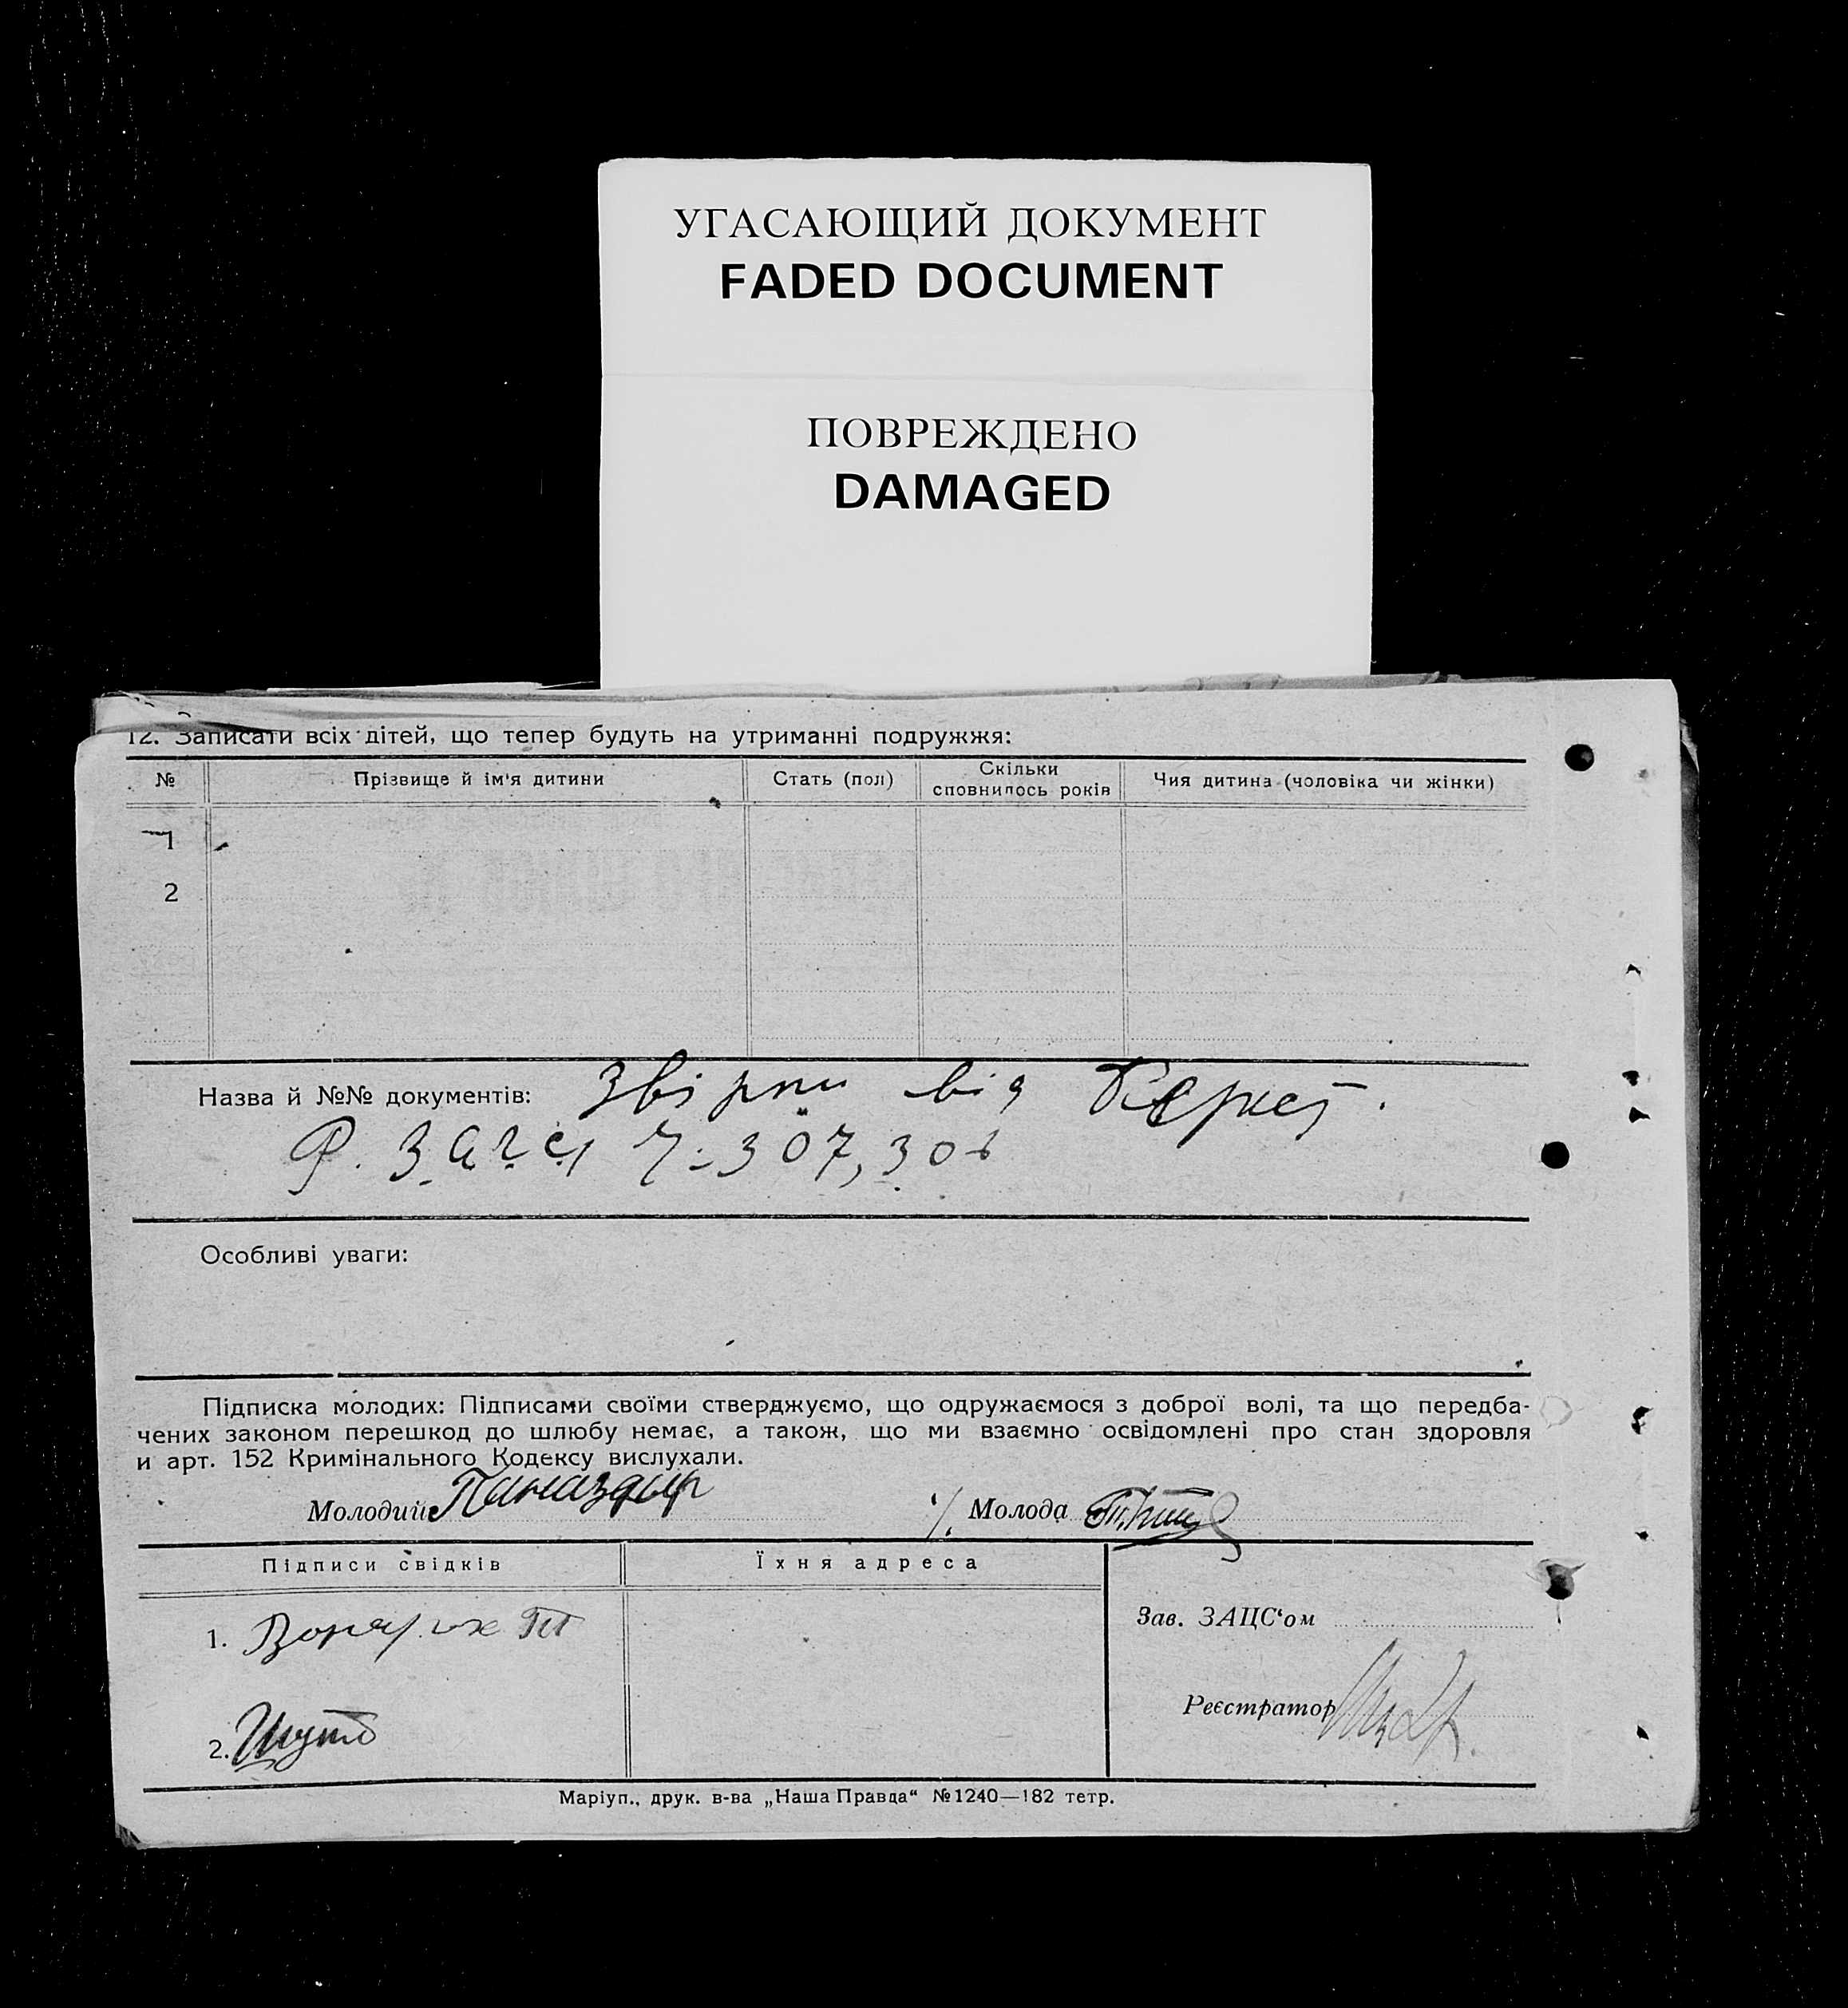 УГАСАЮЩИЙ ДОКУМЕНТ
FADED DOCUMENT
ПОВРЕЖДЕНО
DAMAGED
12. Записати всіх дітей, що тепер будуть на утриманні подружжя:
№ Прізвище й ім'я дитини Стать (пол) Скільки сповнилось років Чия дитина (чоловіка чи жінки)
1
2
Назва й №№ документів: від
Р. 307, 30
Особливі уваги:
Підписка молодих: Підписами своїми стверджуємо, що одружаємося з доброї волі, та що передба-
чених законом перешкод до шлюбу немає, а також, що ми взаємно освідомлені про стан здоровля
и арт. 152 Кримінального Кодексу вислухали.
Молодий Молода
Підписи свідків Їхня адреса
Зав. ЗАЦС'ом
1.
Реєстратор
2.
Маріуп., друк. в-ва „Наша Правда“ №1240—182 тетр.